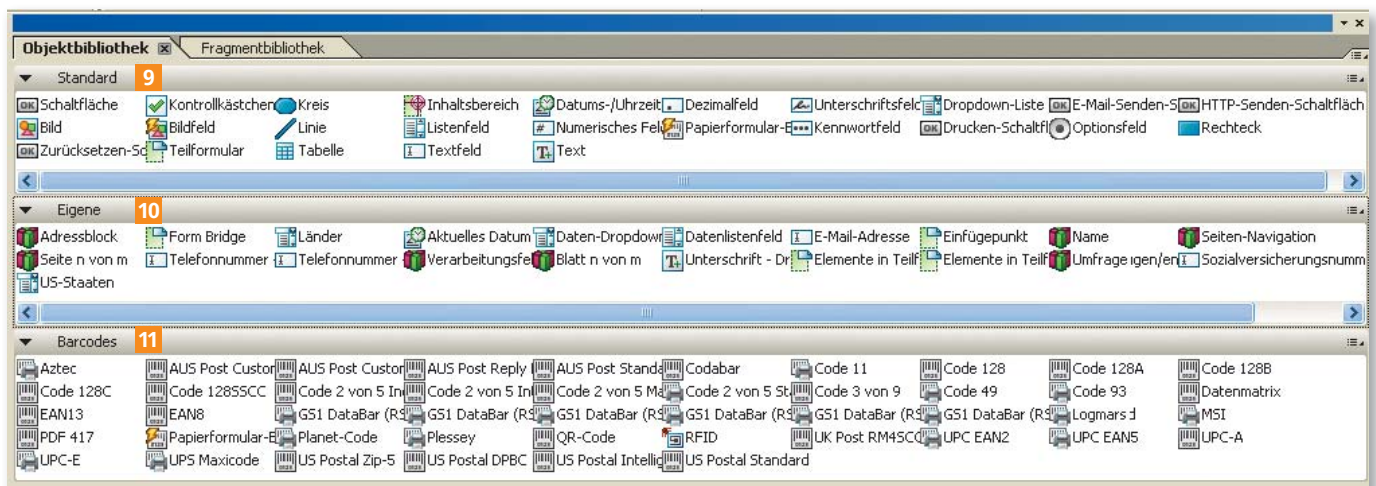 Objektbibliothek Fragmentbibliothek
Standard 9
Schaltfläche Kontrollkästchen Kreis Inhaltsbereich Datums-/Uhrzeit Dezimalfeld Unterschriftsfelc Dropdown-Liste E-Mail-Senden-S HTTP-Senden-Schaltfläch
Bild Bildfeld Linie Listenfeld Numerisches Fel Papierformular-E Kennwortfeld Drucken-Schaltfl Optionsfeld Rechteck
Zurücksetzen-Sc Teilformular Tabelle Textfeld Text
Eigene 10
Adressblock Form Bridge Länder Aktuelles Datum Daten-Dropdown Datenlistenfeld E-Mail-Adresse Einfügepunkt Name Seiten-Navigation
Seite n von m Telefonnummer Telefonnummer Verarbeitungsfe Blatt n von m Unterschrift - Dr Elemente in Teilf Elemente in Teilf Umfrage Sozialversicherungsnumm
US-Staaten
Barcodes 11
Aztec AUS Post Custor AUS Post Custor AUS Post Reply AUS Post Standa Codabar Code 11 Code 128 Code 128A Code 128B
Code 128C Code 128SSCC Code 2 von 5 In Code 2 von 5 In Code 2 von 5 Ma Code 2 von 5 St Code 3 von 9 Code 49 Code 93 Datenmatrix
EAN13 EAN8 GS1 DataBar (RS GS1 DataBar (RS GS1 DataBar (RS GS1 DataBar (RS GS1 DataBar (RS GS1 DataBar (RS Logmars MSI
PDF 417 Papierformular-E Planet-Code Plessey QR-Code RFID UK Post RM4SCC UPC EAN2 UPC EAN5 UPC-A
UPC-E UPS Maxicode US Postal Zip-5 US Postal DPBC US Postal Intellig US Postal Standard